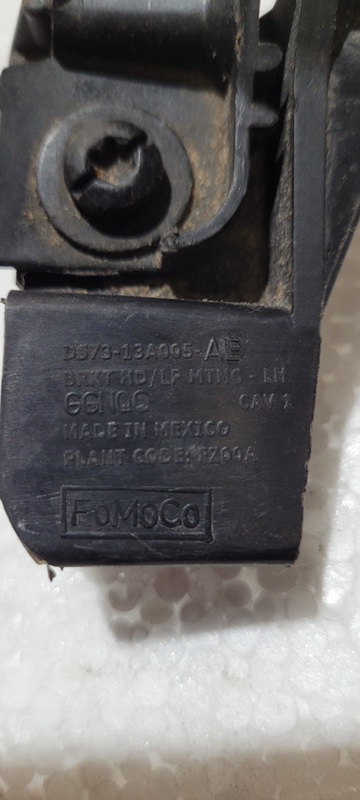 DS73-13A005-AB
BRKT HD/LP MTNG - LH
CAV 1
MADE IN MEXICO
PLANT CODE: FZ09A
FoMoCo